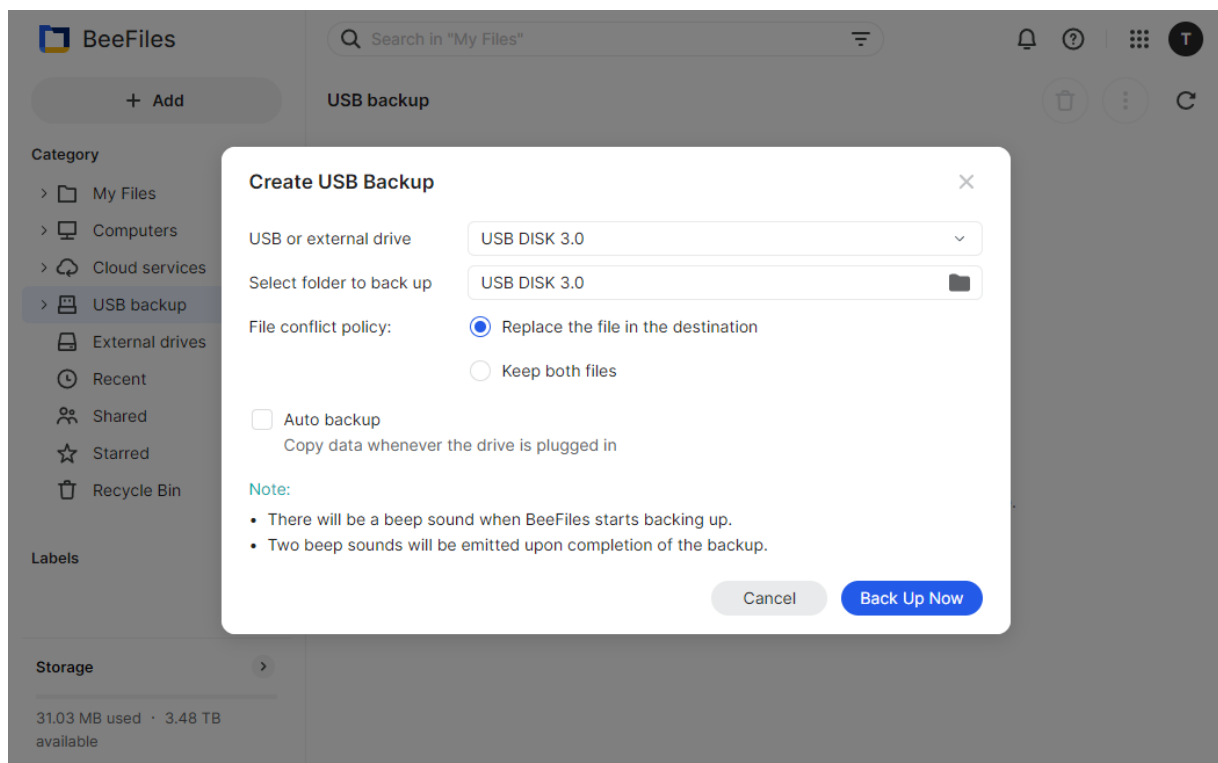 BeeFiles
Search in "My Files"
T
+ Add
USB backup
Category
My Files
Computers
Cloud services
USB backup
External drives
Recent
Shared
Starred
Recycle Bin
Labels
Storage
31.03 MB used · 3.48 TB
available
Create USB Backup
USB or external drive
USB DISK 3.0
Select folder to back up
USB DISK 3.0
File conflict policy:
Replace the file in the destination
Keep both files
Auto backup
Copy data whenever the drive is plugged in
Note:
• There will be a beep sound when BeeFiles starts backing up.
• Two beep sounds will be emitted upon completion of the backup.
Cancel
Back Up Now